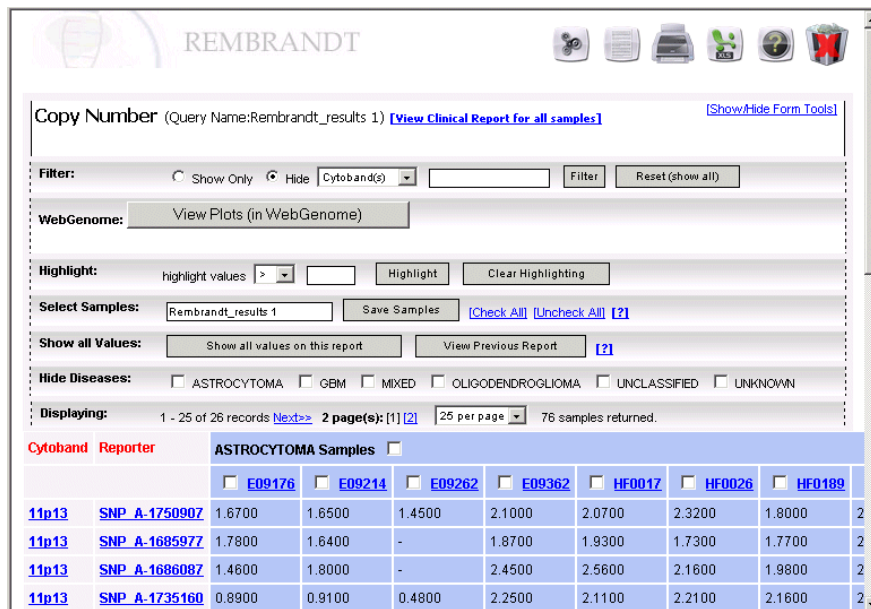 REMBRANDT
XLS
Copy Number (Query Name:Rembrandt_results 1) [View Clinical Report for all samples] [Show/Hide Form Tools]
Filter: Show Only Hide Cytoband(s) Filter Reset (show all)
WebGenome: View Plots (in WebGenome)
Highlight: highlight values > Highlight Clear Highlighting
Select Samples: Rembrandt_results 1 Save Samples [Check All] [Uncheck All] [?]
Show all Values: Show all values on this report View Previous Report [?]
Hide Diseases: ASTROCYTOMA GBM MIXED OLIGODENDROGLIOMA UNCLASSIFIED UNKNOWN
Displaying: 1 - 25 of 26 records Next>> 2 page(s): [1] [2] 25 per page 76 samples returned.
Cytoband Reporter ASTROCYTOMA Samples
E09176 E09214 E09262 E09362 HF0017 HF0026 HF0189
11p13 SNP_A-1750907 1.6700 1.6500 1.4500 2.1000 2.0700 2.3200 1.8000 2
11p13 SNP_A-1685977 1.7800 1.6400 - 1.8700 1.9300 1.7300 1.7700 2
11p13 SNP_A-1686087 1.4600 1.8000 - 2.4500 2.5600 2.1600 1.9800 2
11p13 SNP_A-1735160 0.8900 0.9100 0.4800 2.2500 2.1100 2.2100 2.1600 2